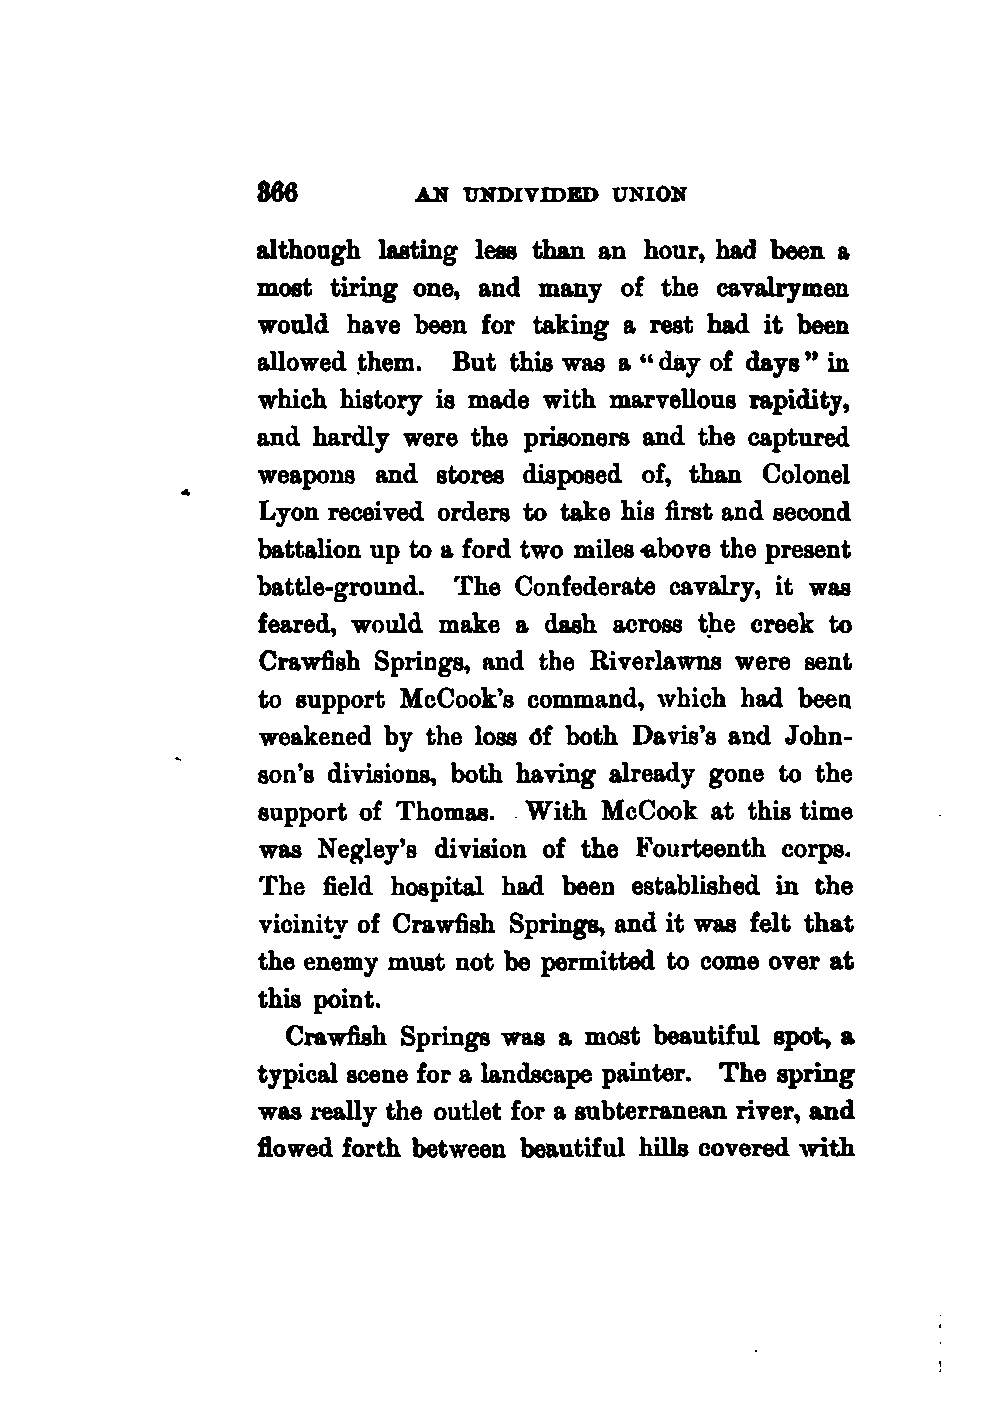 366 AN UNDIVIDED UNION
although lasting less than an hour, had been a
most tiring one, and many of the cavalrymen
would have been for taking a rest had it been
allowed them. But this was a "day of days" in
which history is made with marvellous rapidity,
and hardly were the prisoners and the captured
weapons and stores disposed of, than Colonel
Lyon received orders to take his first and second
battalion up to a ford two miles above the present
battle-ground. The Confederate cavalry, it was
feared, would make a dash across the creek to
Crawfish Springs, and the Riverlawns were sent
to support McCook's command, which had been
weakened by the loss of both Davis's and John-
son's divisions, both having already gone to the
support of Thomas. With McCook at this time
was Negley's division of the Fourteenth corps.
The field hospital had been established in the
vicinity of Crawfish Springs, and it was felt that
the enemy must not be permitted to come over at
this point.
Crawfish Springs was a most beautiful spot, a
typical scene for a landscape painter. The spring
was really the outlet for a subterranean river, and
flowed forth between beautiful hills covered with